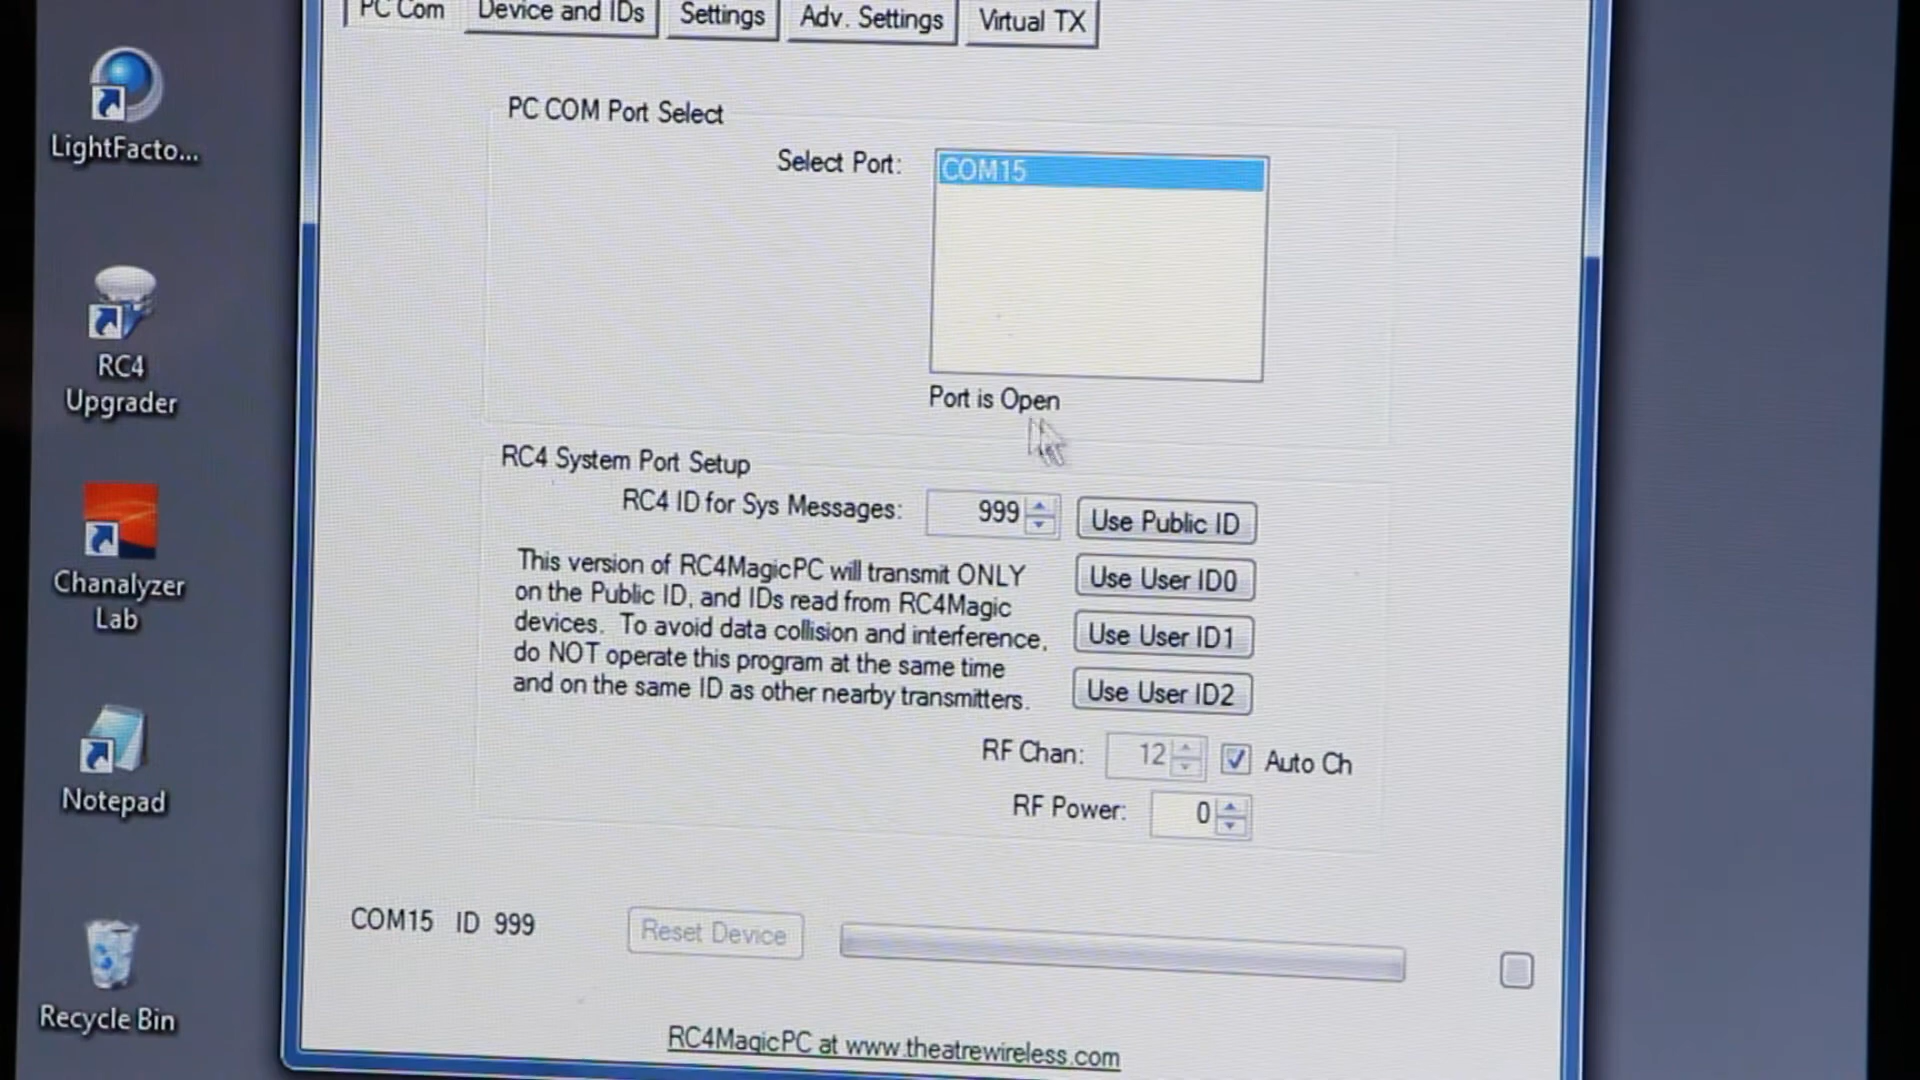 PC Com
Device and IDs
Settings
Adv. Settings
Virtual TX
LightFacto...
RC4
Upgrader
Chanalyzer
Lab
Notepad
Recycle Bin
PC COM Port Select
Select Port:
COM15
Port is Open
RC4 System Port Setup
RC4 ID for Sys Messages:
999
Use Public ID
This version of RC4MagicPC will transmit ONLY
on the Public ID, and IDs read from RC4Magic
devices. To avoid data collision and interference,
do NOT operate this program at the same time
and on the same ID as other nearby transmitters.
Use User ID0
Use User ID1
Use User ID2
RF Chan:
12
Auto Ch
RF Power:
0
COM15 ID 999
Reset Device
RC4MagicPC at www.theatrewireless.com